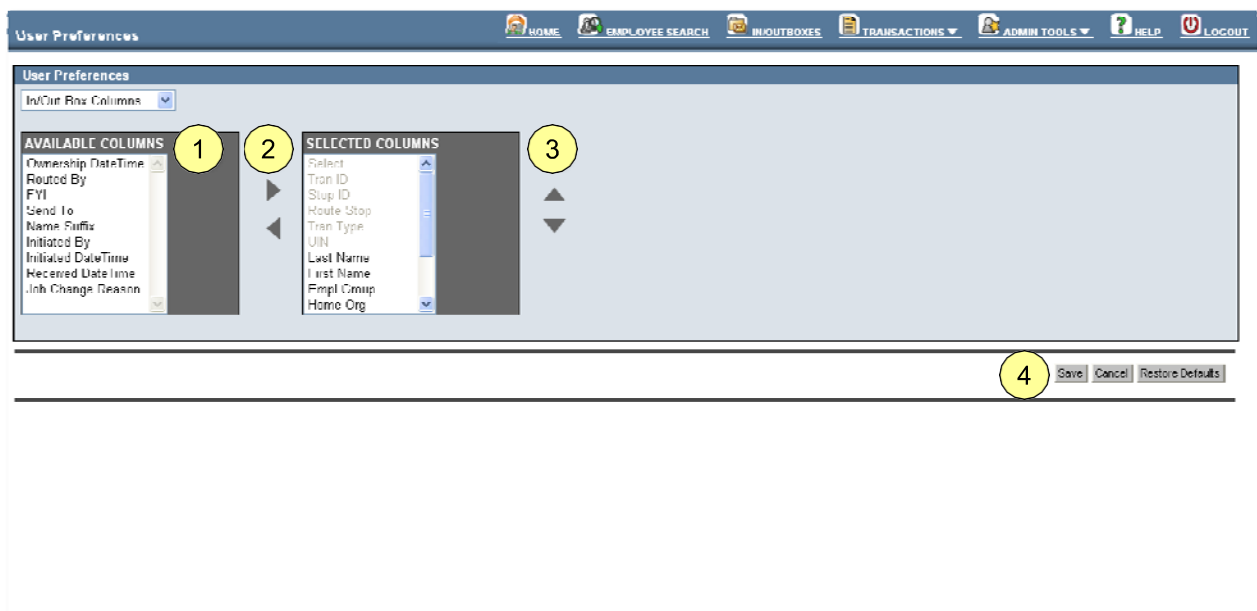 User Preferences
HOME EMPLOYEE SEARCH IN/OUTBOXES TRANSACTIONS ADMIN TOOLS HELP LOGOUT
User Preferences
In/Out Box Columns
AVAILABLE COLUMNS
1
2
SELECTED COLUMNS
3
Ownership DateTime
Routed By
FYI
Send To
Name Suffix
Initiated By
Initiated DateTime
Received DateTime
Job Change Reason
Select
Tran ID
Stop ID
Route Stop
Tran Type
UIN
Last Name
First Name
Empl Group
Home Org
4
Save Cancel Restore Defaults